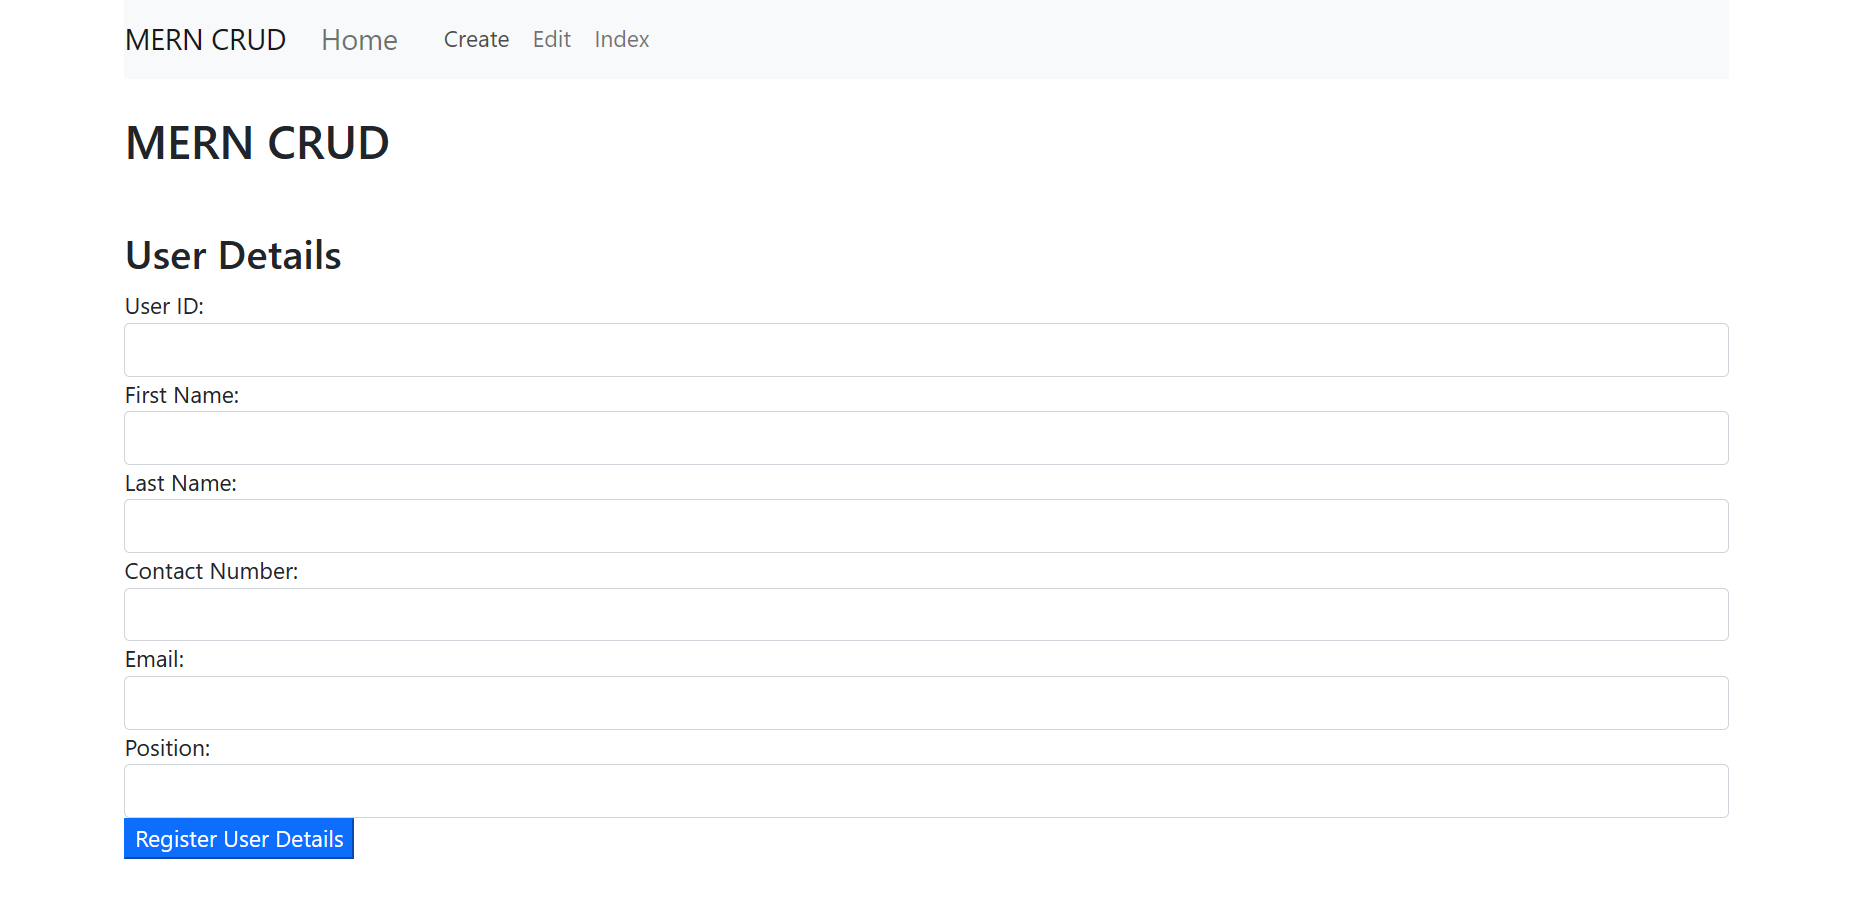 MERN CRUD Home Create Edit Index
MERN CRUD
User Details
User ID:
First Name:
Last Name:
Contact Number:
Email:
Position:
Register User Details